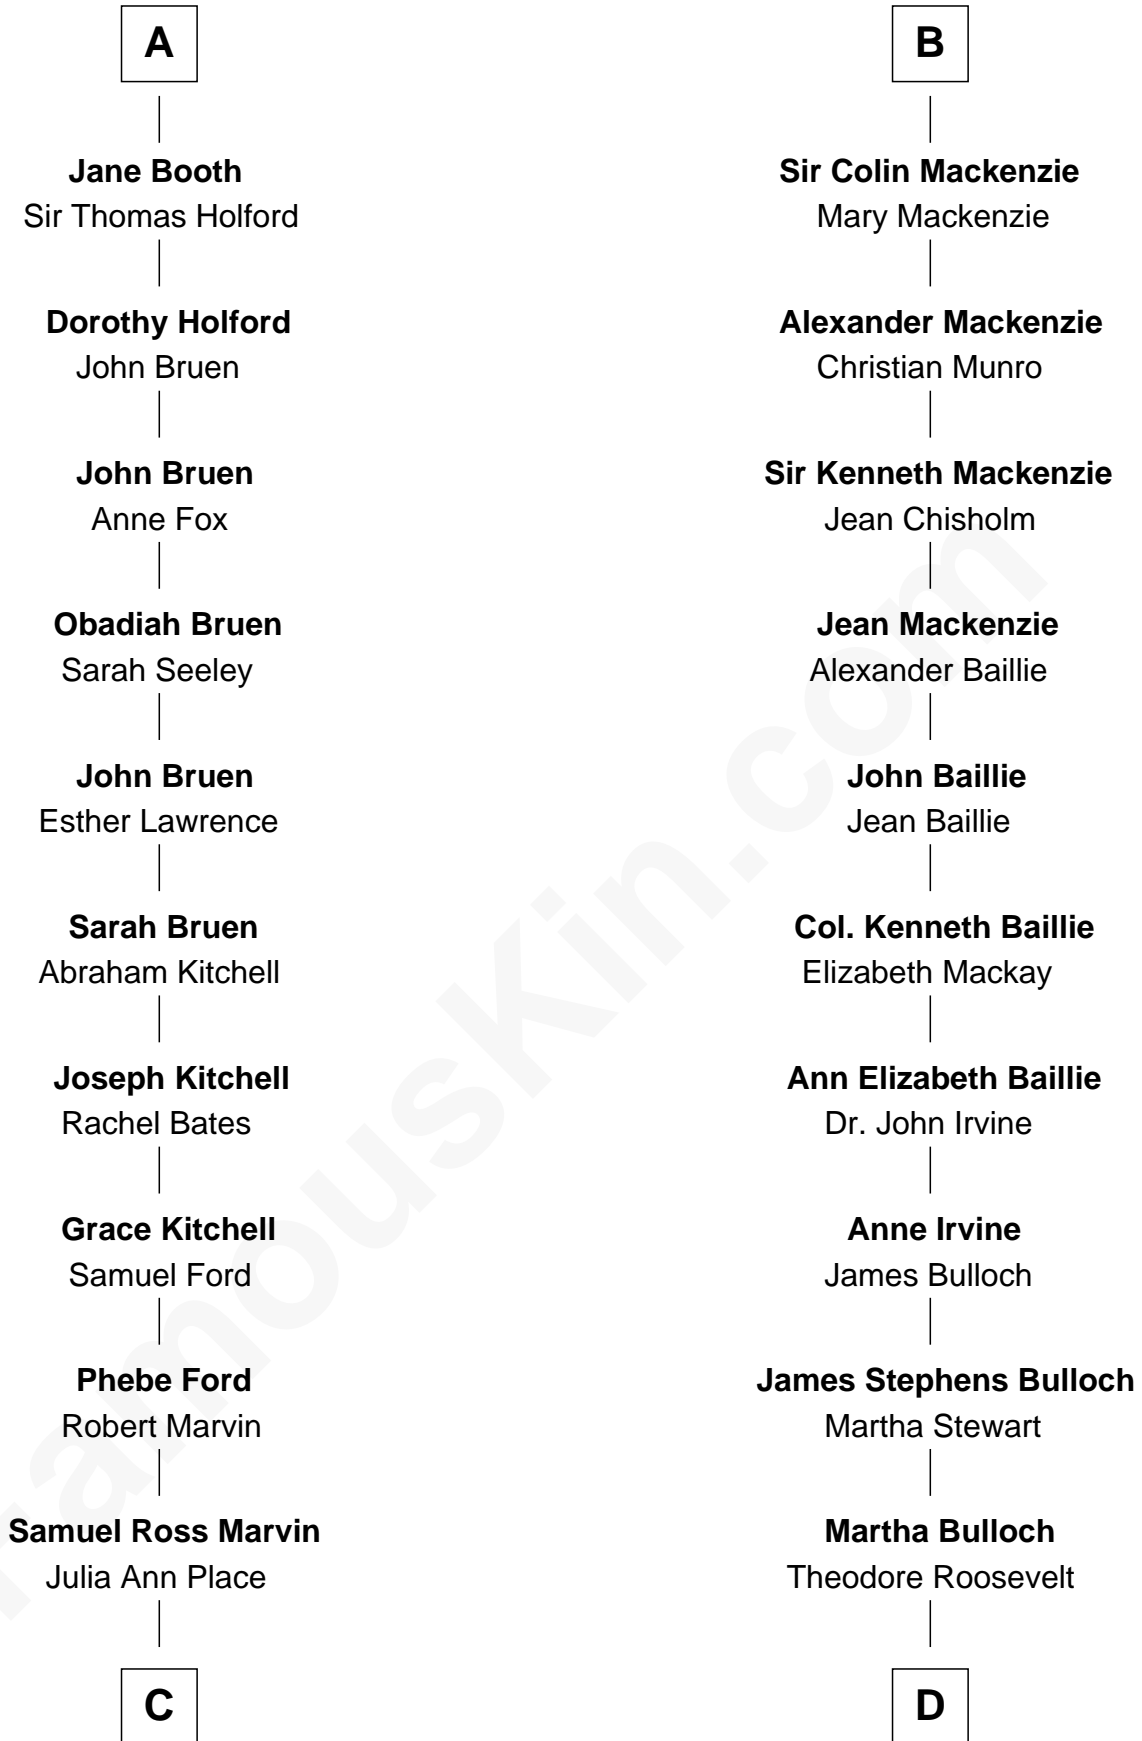 A
Jane Booth
Sir Thomas Holford
Dorothy Holford
John Bruen
John Bruen
Anne Fox
Obadiah Bruen
Sarah Seeley
John Bruen
Esther Lawrence
Sarah Bruen
Abraham Kitchell
Joseph Kitchell
Rachel Bates
Grace Kitchell
Samuel Ford
Phebe Ford
Robert Marvin
Samuel Ross Marvin
Julia Ann Place
C
B
Sir Colin Mackenzie
Mary Mackenzie
Alexander Mackenzie
Christian Munro
Sir Kenneth Mackenzie
Jean Chisholm
Jean Mackenzie
Alexander Baillie
John Baillie
Jean Baillie
Col. Kenneth Baillie
Elizabeth Mackay
Ann Elizabeth Baillie
Dr. John Irvine
Anne Irvine
James Bulloch
James Stephens Bulloch
Martha Stewart
Martha Bulloch
Theodore Roosevelt
D
FamousKin.com